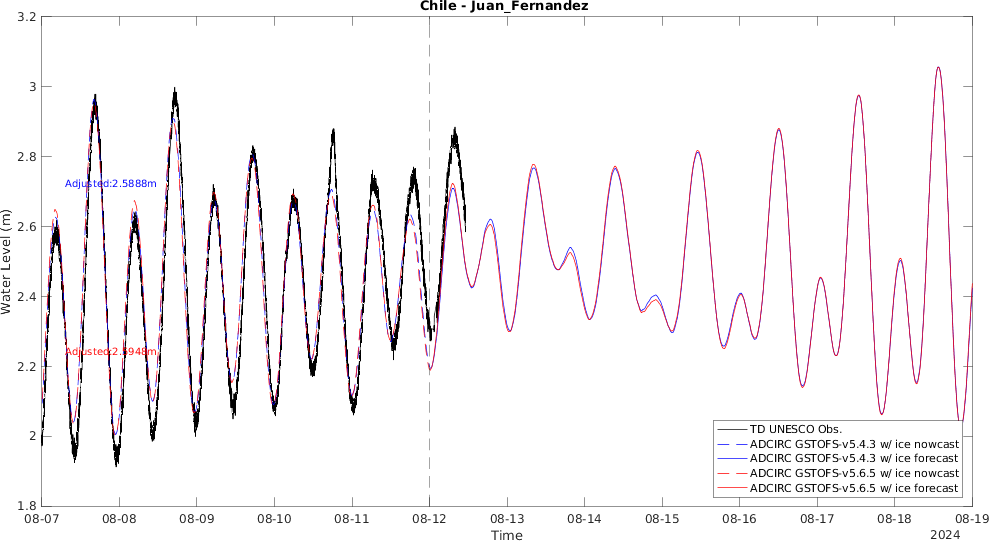 Chile - Juan_Fernandez
Water Level (m)
3.2
3
2.8
2.6
2.4
2.2
2
1.8
Adjusted:2.5888m
Adjusted:2.5948m
TD UNESCO Obs.
ADCIRC GSTOFS-v5.4.3 w/ ice nowcast
ADCIRC GSTOFS-v5.4.3 w/ ice forecast
ADCIRC GSTOFS-v5.6.5 w/ ice nowcast
ADCIRC GSTOFS-v5.6.5 w/ ice forecast
08-07 08-08 08-09 08-10 08-11 08-12 08-13 08-14 08-15 08-16 08-17 08-18 08-19
Time
2024